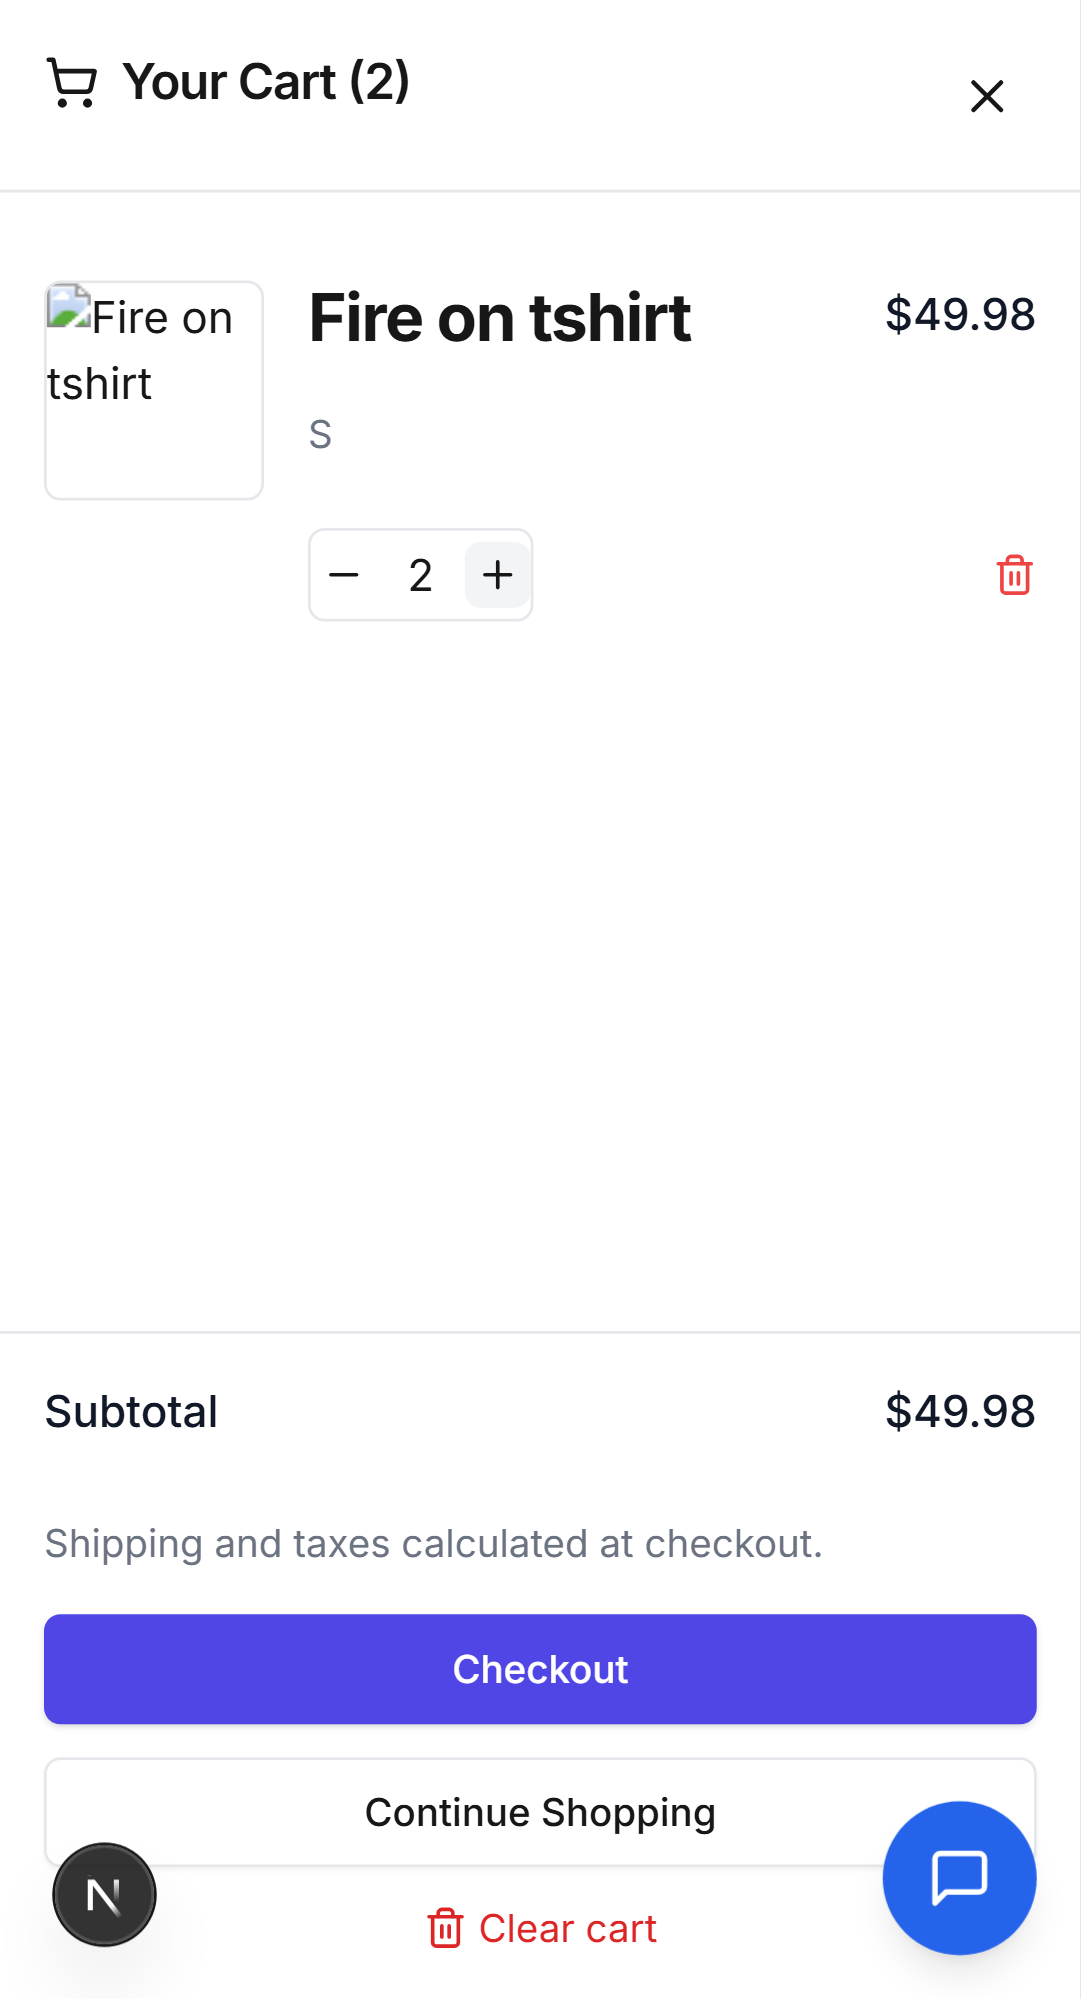 Your Cart (2)
Fire on
tshirt
Fire on tshirt
$49.98
S
2
Subtotal
$49.98
Shipping and taxes calculated at checkout.
Checkout
Continue Shopping
N
Clear cart